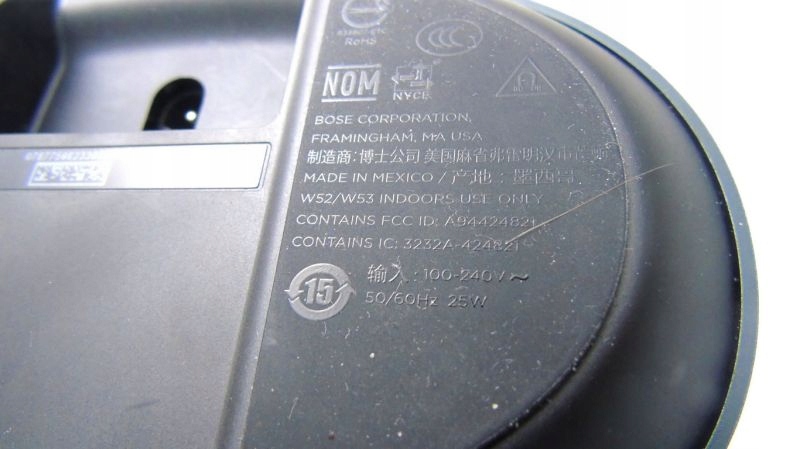 RoHS
CCC
NOM
NYCE
BOSE CORPORATION,
FRAMINGHAM, MA USA
制造商:博士公司 美国麻省弗雷明汉市
MADE IN MEXICO / 产地: 墨西哥
W52/W53 INDOORS USE ONLY
CONTAINS FCC ID: A94424821
CONTAINS IC: 3232A-424821
15
输入:100-240V~
50/60Hz 25W